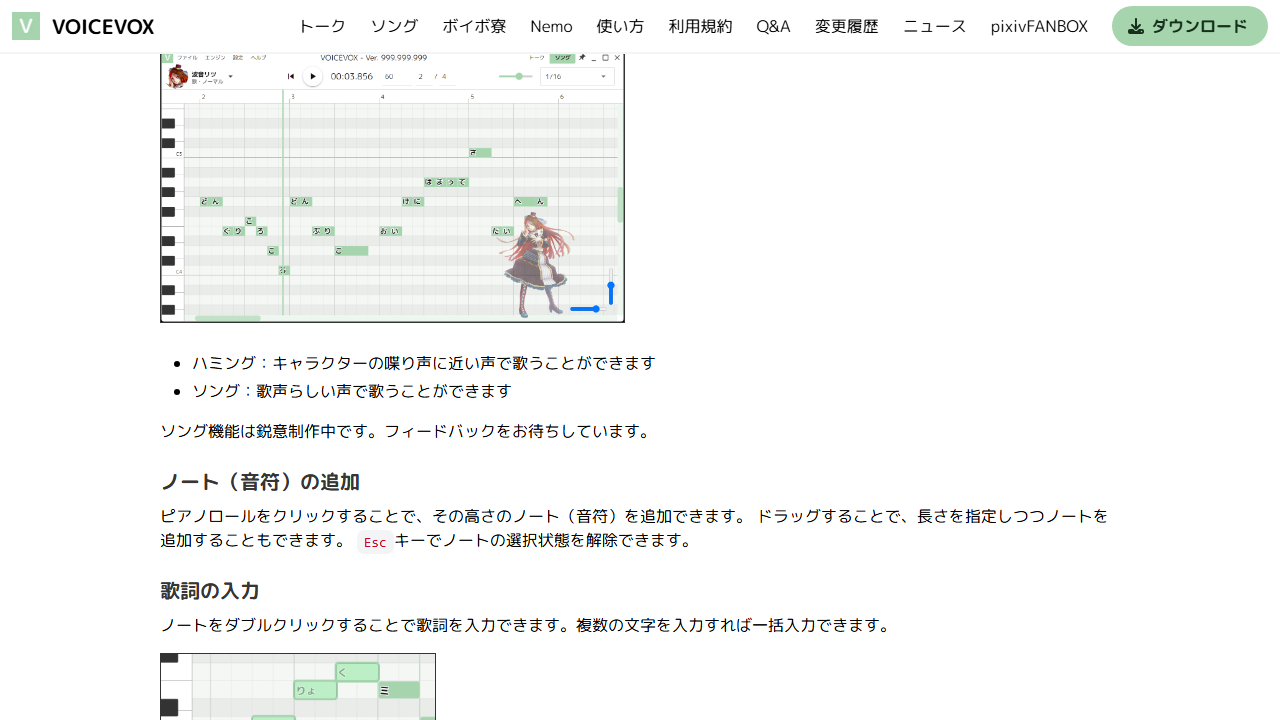 VOICEVOX トーク ソング ボイボ寮 Nemo 使い方 利用規約 Q&A 変更履歴 ニュース pixivFANBOX ダウンロード
ファイル エンジン 設定 ヘルプ VOICEVOX - Ver. 999.999.999 トーク ソング
波音リツ
歌・ノーマル
00:03.856 60 2 / 4 1/16
2 3 4 5 6
C5
さ
ほ ま っ て
ど ん ど ん け に へ ん
こ
ぐ り ろ ぶ り お い た い
こ こ
C4
・ハミング：キャラクターの喋り声に近い声で歌うことができます
・ソング：歌声らしい声で歌うことができます
ソング機能は鋭意制作中です。フィードバックをお待ちしています。
ノート（音符）の追加
ピアノロールをクリックすることで、その高さのノート（音符）を追加できます。 ドラッグすることで、長さを指定しつつノートを
追加することもできます。 Esc キーでノートの選択状態を解除できます。
歌詞の入力
ノートをダブルクリックすることで歌詞を入力できます。複数の文字を入力すれば一括入力できます。
く
りょ ミ